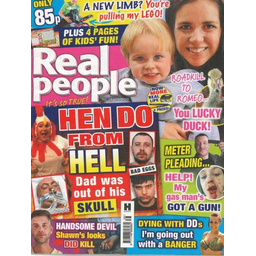 ONLY
85p
A NEW LIMB? You're
pulling my LEGO!
PLUS 4 PAGES
OF KIDS' FUN!
Real
people
IT'S SO TRUE!
ROADKILL TO
ROMEO...
You LUCKY
DUCK!
HEN DO
FROM
HELL
Dad was
out of his
SKULL
BAD EGGS
METER
PLEADING...
HELP!
My
gas man's
GOT A GUN!
HANDSOME DEVIL
Shawn's looks
DID KILL
DYING WITH DDs
I'm going out
with a BANGER